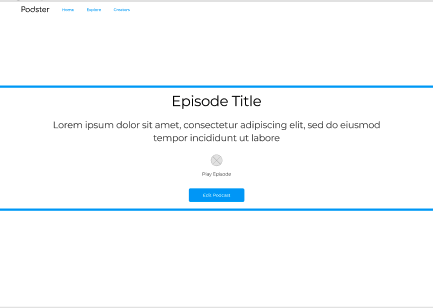 Podster Home Explore Creators
Episode Title
Lorem ipsum dolor sit amet, consectetur adipiscing elit, sed do eiusmod
tempor incididunt ut labore
Play Episode
Edit Podcast